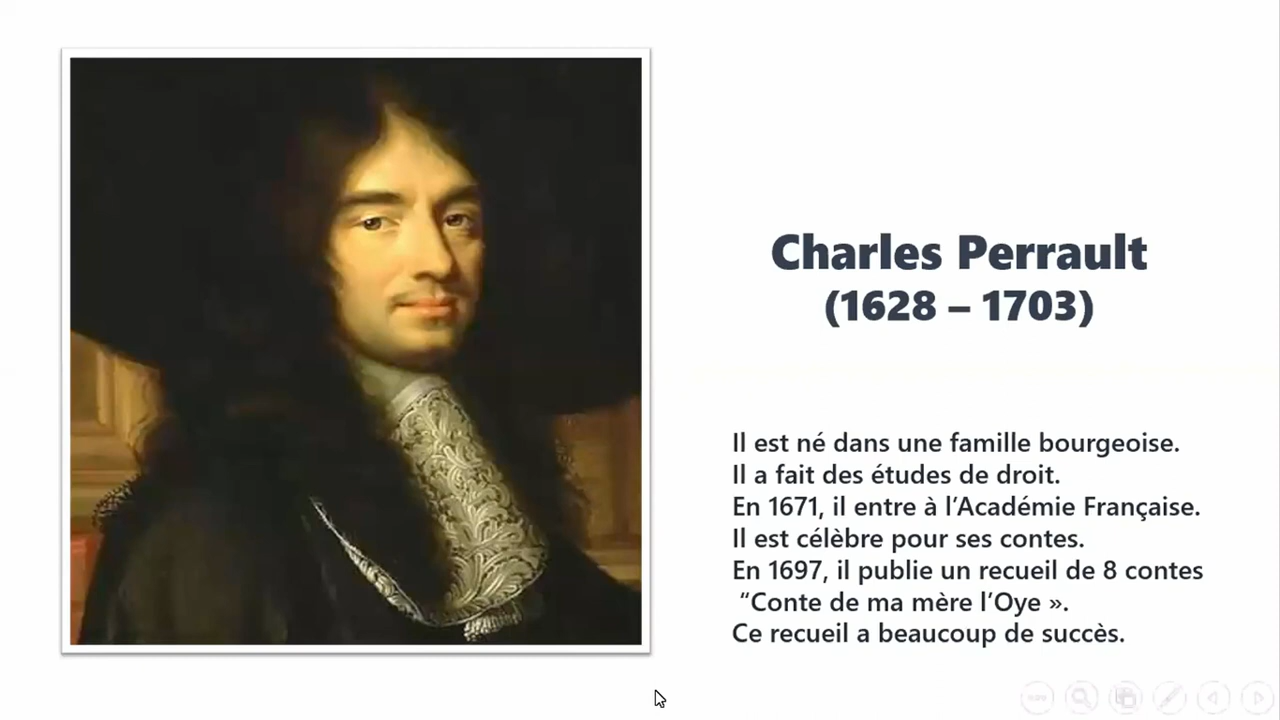 Charles Perrault
(1628 – 1703)
Il est né dans une famille bourgeoise.
Il a fait des études de droit.
En 1671, il entre à l’Académie Française.
Il est célèbre pour ses contes.
En 1697, il publie un recueil de 8 contes
“Conte de ma mère l’Oye ».
Ce recueil a beaucoup de succès.